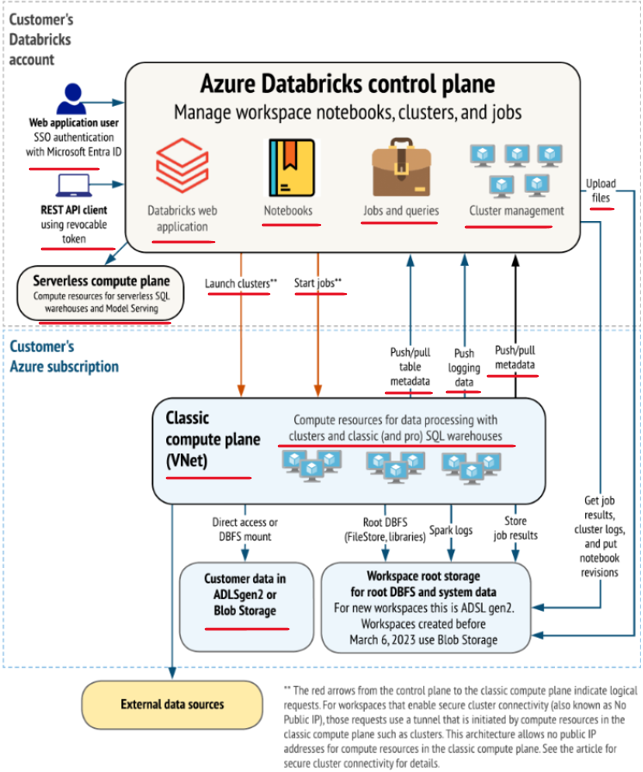 Customer's
Databricks
account
Azure Databricks control plane
Manage workspace notebooks, clusters, and jobs
Web application user
SSO authentication
with Microsoft Entra ID
REST API client
using revocable
token
Databricks web
application
Notebooks
Jobs and queries
Cluster management
Upload
files
Serverless compute plane
Compute resources for serverless SQL
warehouses and Model Serving
Launch clusters**
Start jobs**
Customer's
Azure subscription
Push/pull
table
metadata
Push
logging
data
Push/pull
metadata
Classic
compute plane
(VNet)
Compute resources for data processing with
clusters and classic (and pro) SQL warehouses
Get job
results,
cluster logs,
and put
notebook
revisions
Direct access or
DBFS mount
Root DBFS
(FileStore, libraries)
Spark logs
Store
job results
Customer data in
ADLSgen2 or
Blob Storage
Workspace root storage
for root DBFS and system data
For new workspaces this is ADSL gen2.
Workspaces created before
March 6, 2023 use Blob Storage
External data sources
** The red arrows from the control plane to the classic compute plane indicate logical
requests. For workspaces that enable secure cluster connectivity (also known as No
Public IP), those requests use a tunnel that is initiated by compute resources in the
classic compute plane such as clusters. This architecture allows no public IP
addresses for compute resources in the classic compute plane. See the article for
secure cluster connectivity for details.